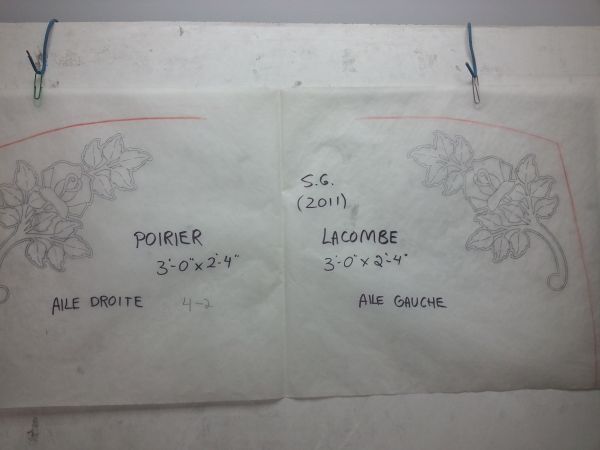 POIRIER
3'-0" x 2'-4"
AILE DROITE 4-2
S.G.
(2011)
LACOMBE
3'-0" x 2'-4"
AILE GAUCHE